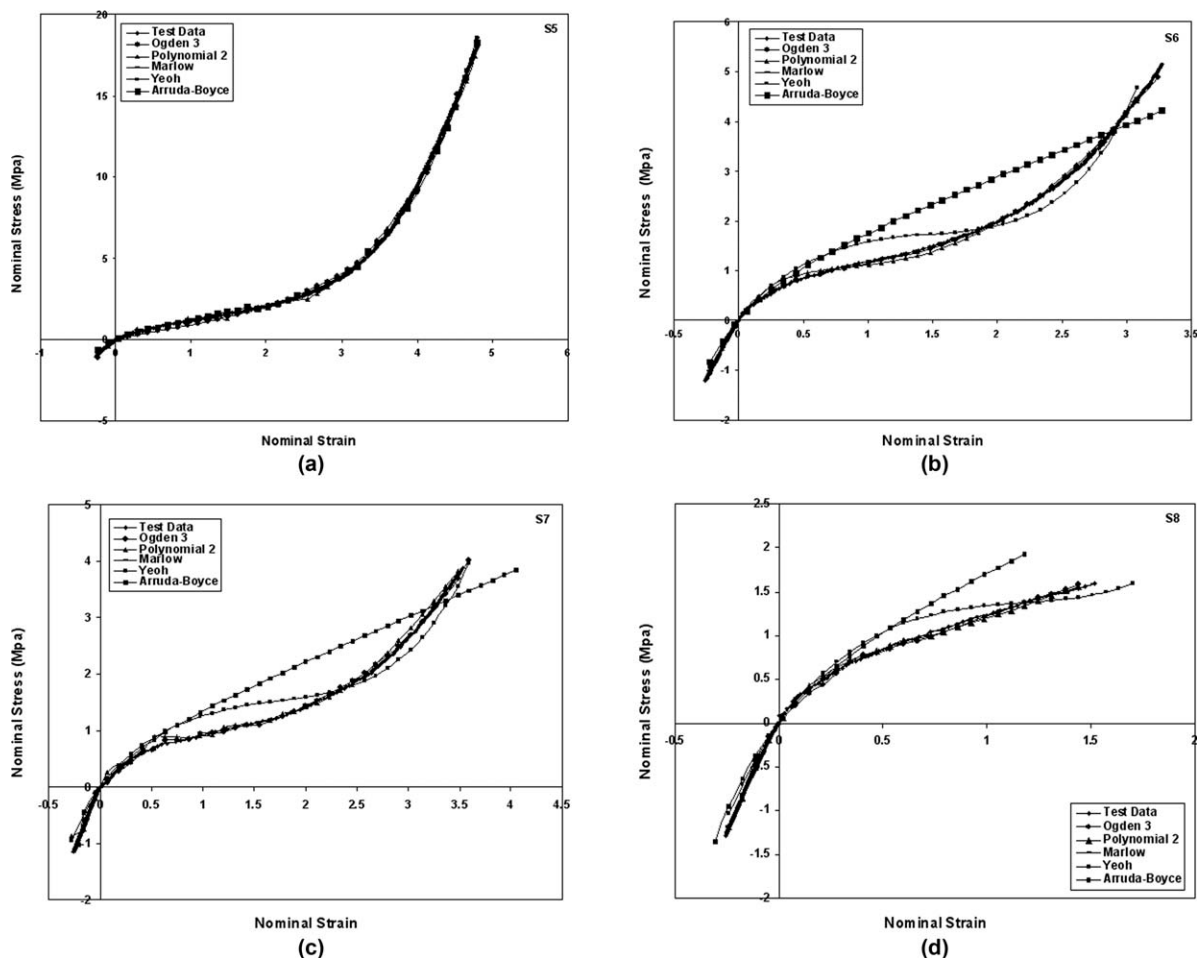 S5
Test Data
Ogden 3
Polynomial 2
Marlow
Yeoh
Arruda-Boyce
Nominal Stress (Mpa)
20
15
10
5
0
-5
-1
0
1
2
3
4
5
6
Nominal Strain
(a)
S6
Test Data
Ogden 3
Polynomial 2
Marlow
Yeoh
Arruda-Boyce
Nominal Stress (Mpa)
6
5
4
3
2
1
0
-1
-2
-0.5
0
0.5
1
1.5
2
2.5
3
3.5
Nominal Strain
(b)
S7
Test Data
Ogden 3
Polynomial 2
Marlow
Yeoh
Arruda-Boyce
Nominal Stress (Mpa)
5
4
3
2
1
0
-1
-2
-0.5
0
0.5
1
1.5
2
2.5
3
3.5
4
4.5
Nominal Strain
(c)
S8
Nominal Stress (Mpa)
2.5
2
1.5
1
0.5
0
-0.5
-1
-1.5
-2
-0.5
0
0.5
1
1.5
2
Test Data
Ogden 3
Polynomial 2
Marlow
Yeoh
Arruda-Boyce
Nominal Strain
(d)